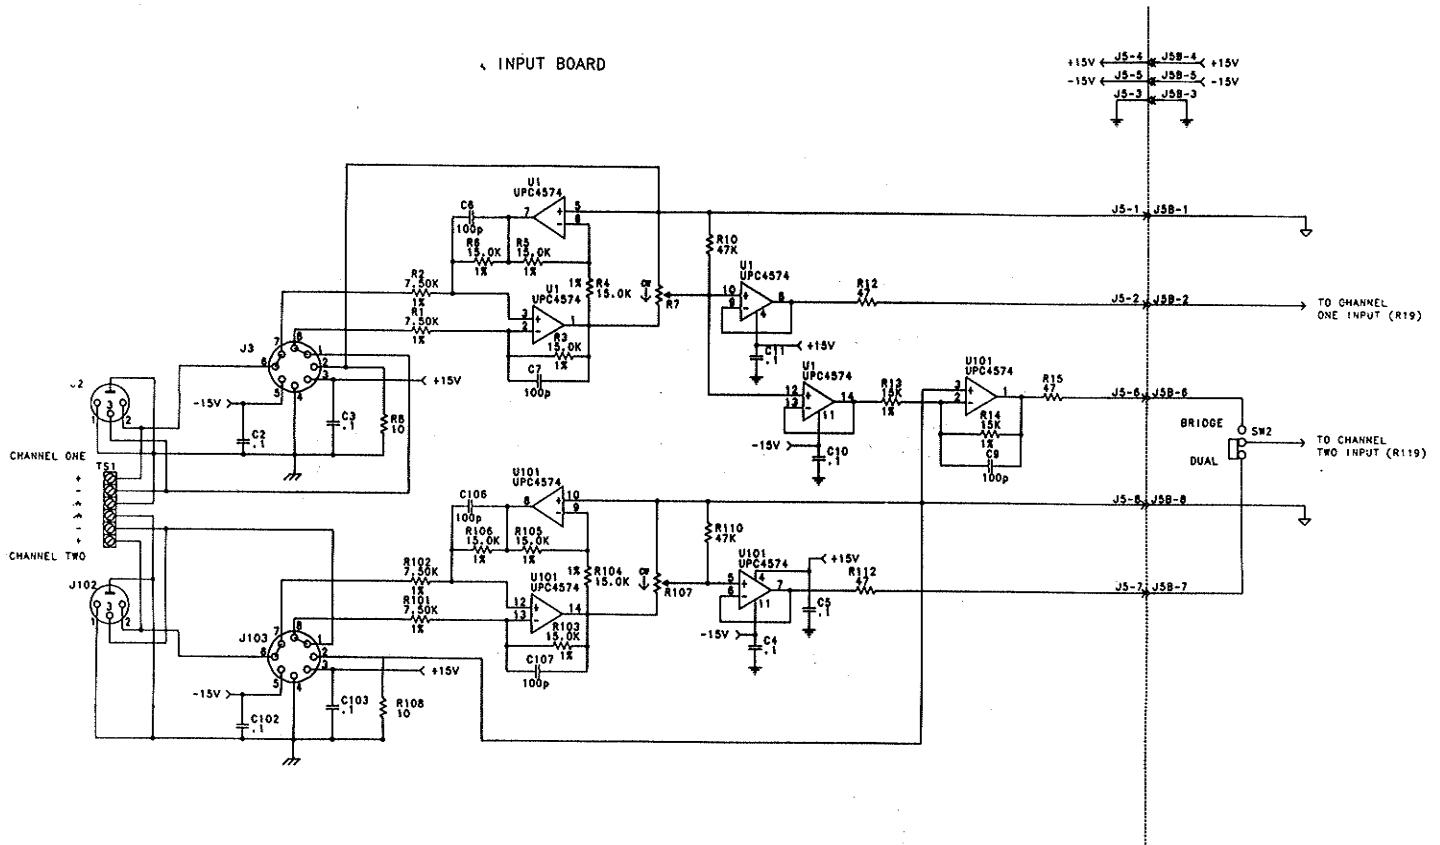 INPUT BOARD
+15V J5-4 J5B-4 +15V
-15V J5-5 J5B-5 -15V
J5-3 J5B-3
U1
UPC4574
7
5
6
C6
100p
R6
15.0K
1%
R5
15.0K
1%
J5-1 J5B-1
R10
47K
R2
7.50K
1%
R1
7.50K
1%
U1
UPC4574
3
2
1
1%
R4
15.0K
CW
R7
R3
15.0K
1%
C7
100p
U1
UPC4574
10
9
8
4
R12
47
J5-2 J5B-2
TO CHANNEL
ONE INPUT (R19)
C11
.1
+15V
J3
7
8
1
6
2
3
5
4
+15V
-15V
C2
.1
C3
.1
R8
10
U1
UPC4574
12
13
14
11
R13
15K
1%
-15V
C10
.1
U101
UPC4574
3
2
1
R15
47
R14
15K
1%
C9
100p
J5-6 J5B-6
BRIDGE
SW2
DUAL
TO CHANNEL
TWO INPUT (R119)
J2
1
3
2
CHANNEL ONE
TS1
+
-
-
+
CHANNEL TWO
J102
1
3
2
U101
UPC4574
8
10
9
C106
100p
R106
15.0K
1%
R105
15.0K
1%
J5-8 J5B-8
R110
47K
R102
7.50K
1%
R101
7.50K
1%
U101
UPC4574
12
13
14
1%
R104
15.0K
CW
R107
R103
15.0K
1%
C107
100p
U101
UPC4574
5
6
7
4
11
+15V
R112
47
J5-7 J5B-7
C5
.1
-15V
C4
.1
J103
7
8
1
6
2
3
5
4
+15V
-15V
C102
.1
C103
.1
R108
10